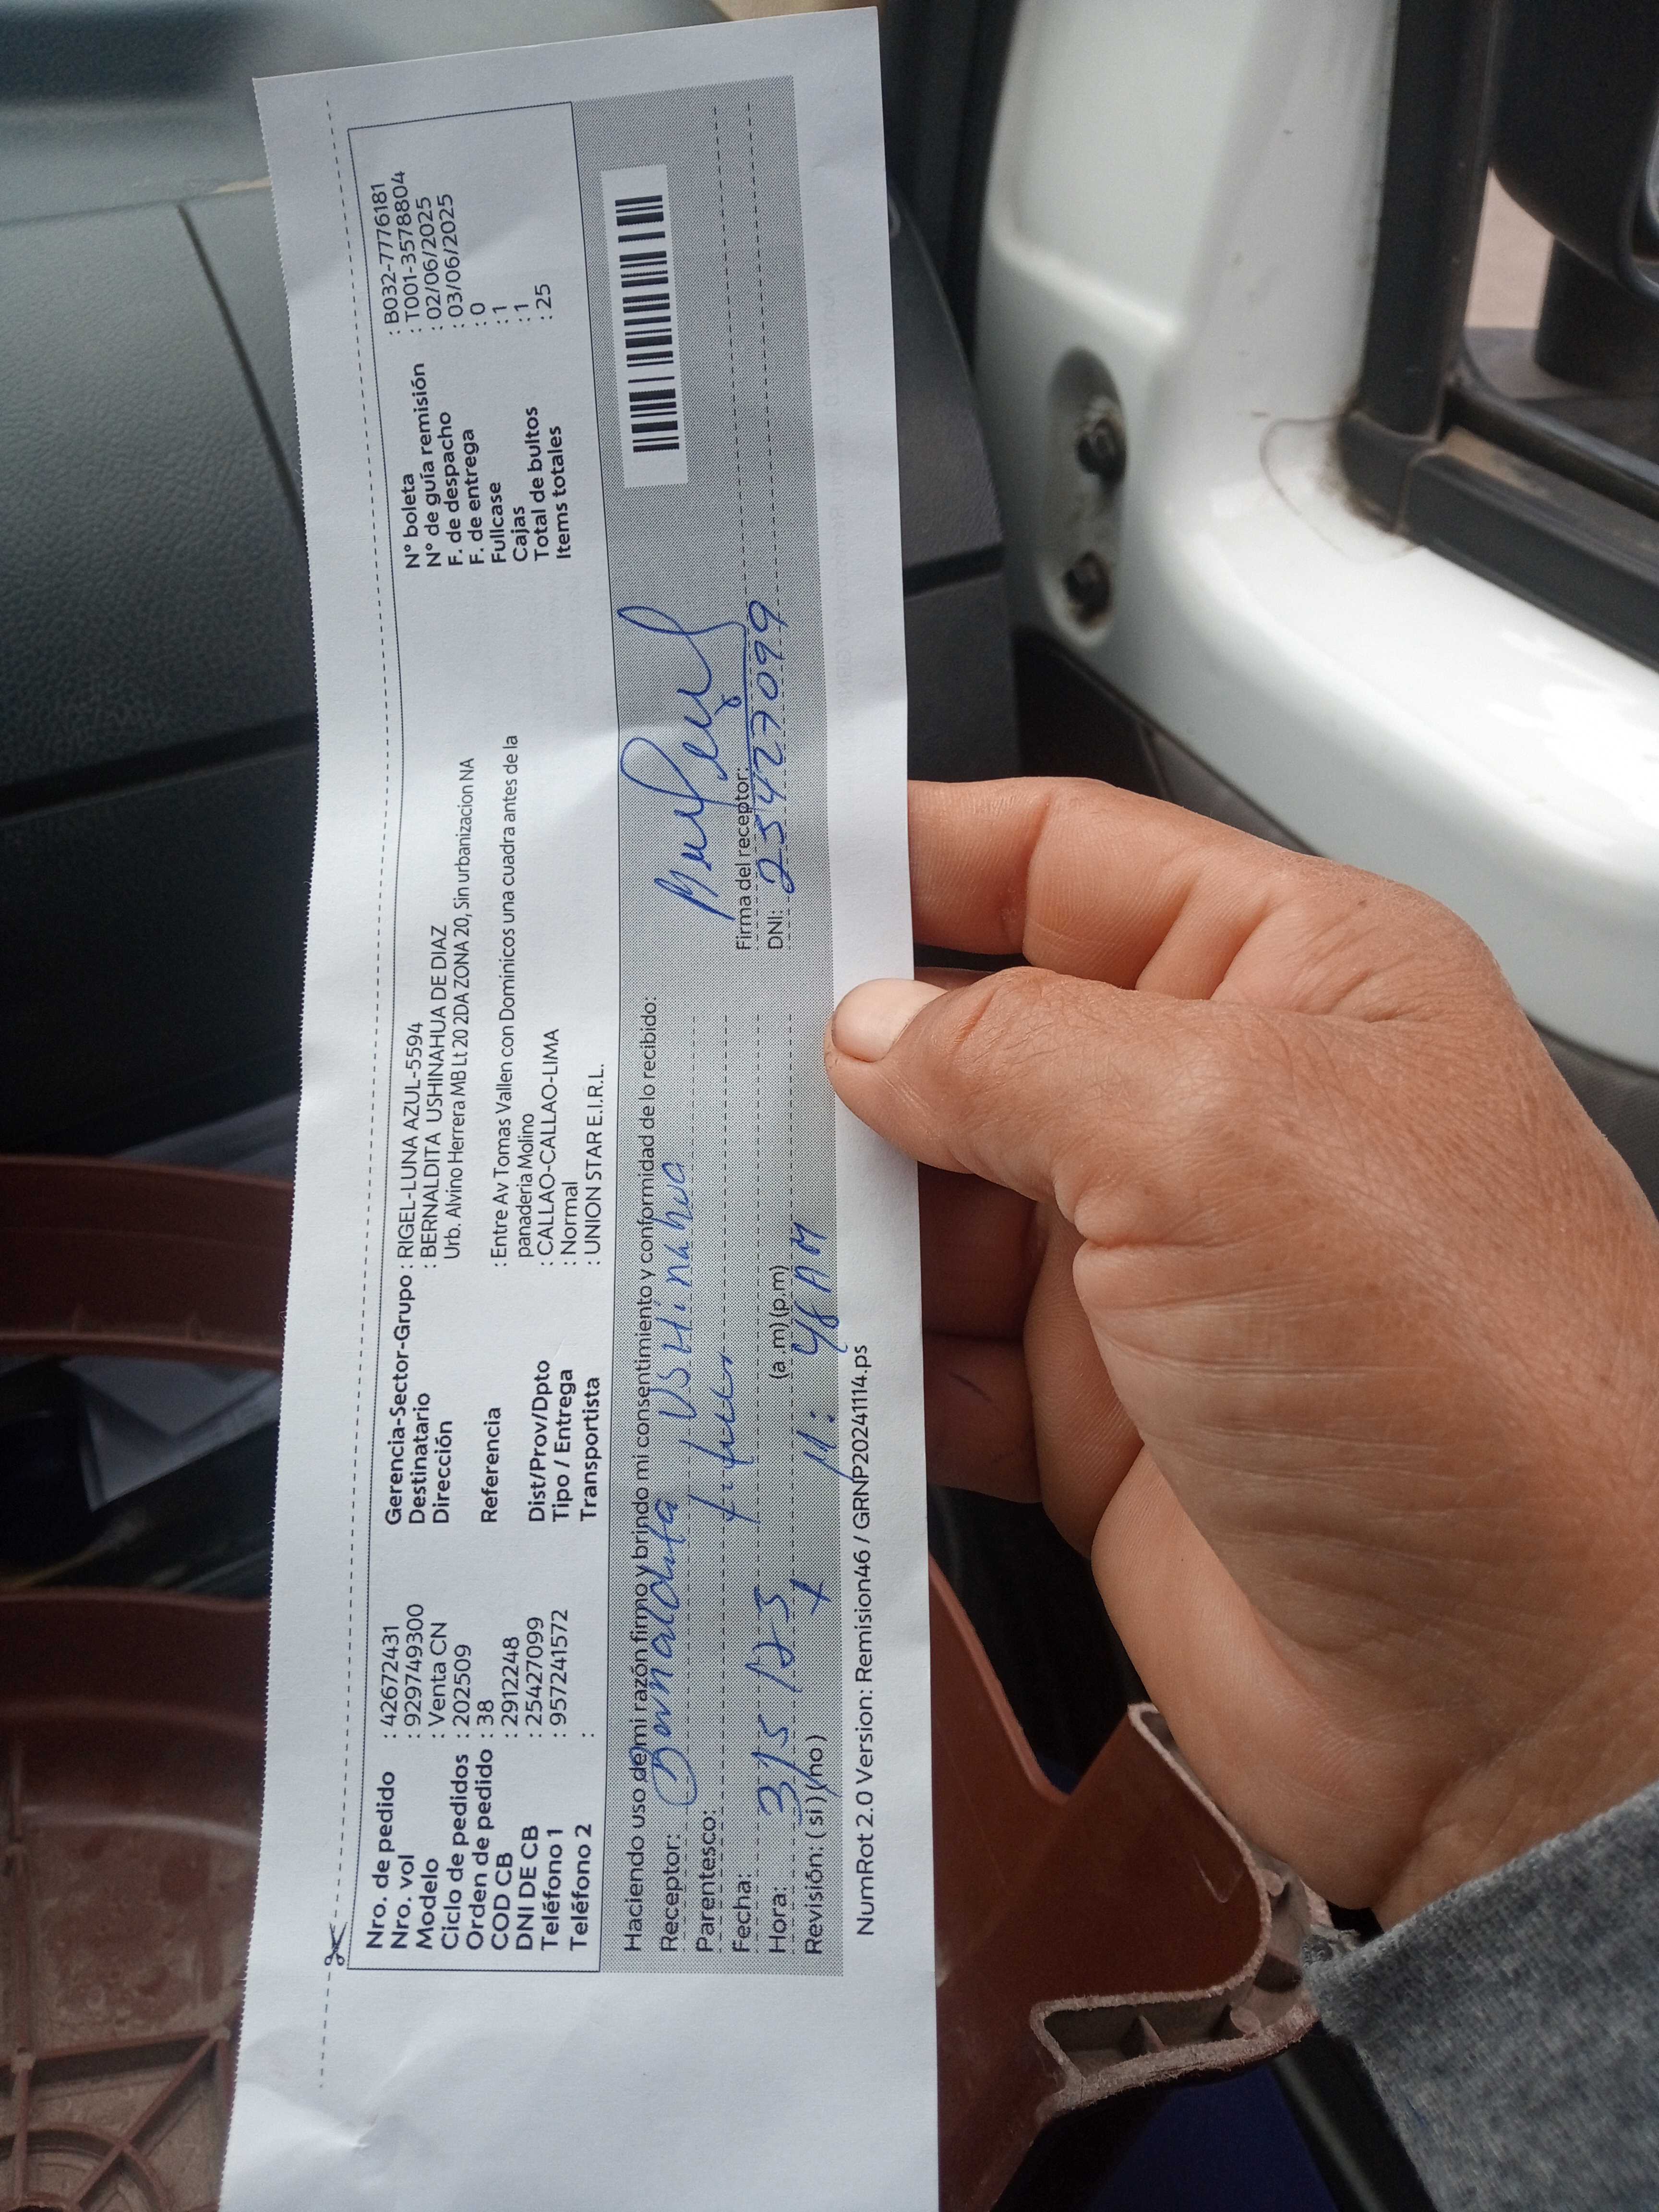 Nro. de pedido : 42672431
Nro. vol : 929749300
Modelo : Venta CN
Ciclo de pedidos : 202509
Orden de pedido : 38
COD CB : 2912248
DNI DE CB : 25427099
Teléfono 1 : 957241572
Teléfono 2 :
Gerencia-Sector-Grupo : RIGEL-LUNA AZUL-5594
Destinatario : BERNALDITA USHINAHUA DE DIAZ
Dirección Urb. Alvino Herrera MB Lt 20 2DA ZONA 20, Sin urbanizacion NA
Referencia : Entre Av Tomas Vallen con Dominicos una cuadra antes de la
panaderia Molino
Dist/Prov/Dpto : CALLAO-CALLAO-LIMA
Tipo / Entrega : Normal
Transportista : UNION STAR E.I.R.L.
N° boleta : B032-7776181
N° de guía remisión : T001-3578804
F. de despacho : 02/06/2025
F. de entrega : 03/06/2025
Fullcase : 0
Cajas : 1
Total de bultos : 1
Items totales : 25
Haciendo uso de mi razón firmo y brindo mi consentimiento y conformidad de lo recibido:
Receptor: Bernaldita USHinahua
Parentesco: titular
Fecha: 3/5/25
Hora: 11:48 AM (a .m) (p.m)
Revisión: ( si ) (no )
Firma del receptor:
DNI: 25427099
NumRot 2.0 Version: Remision46 / GRNP20241114.ps